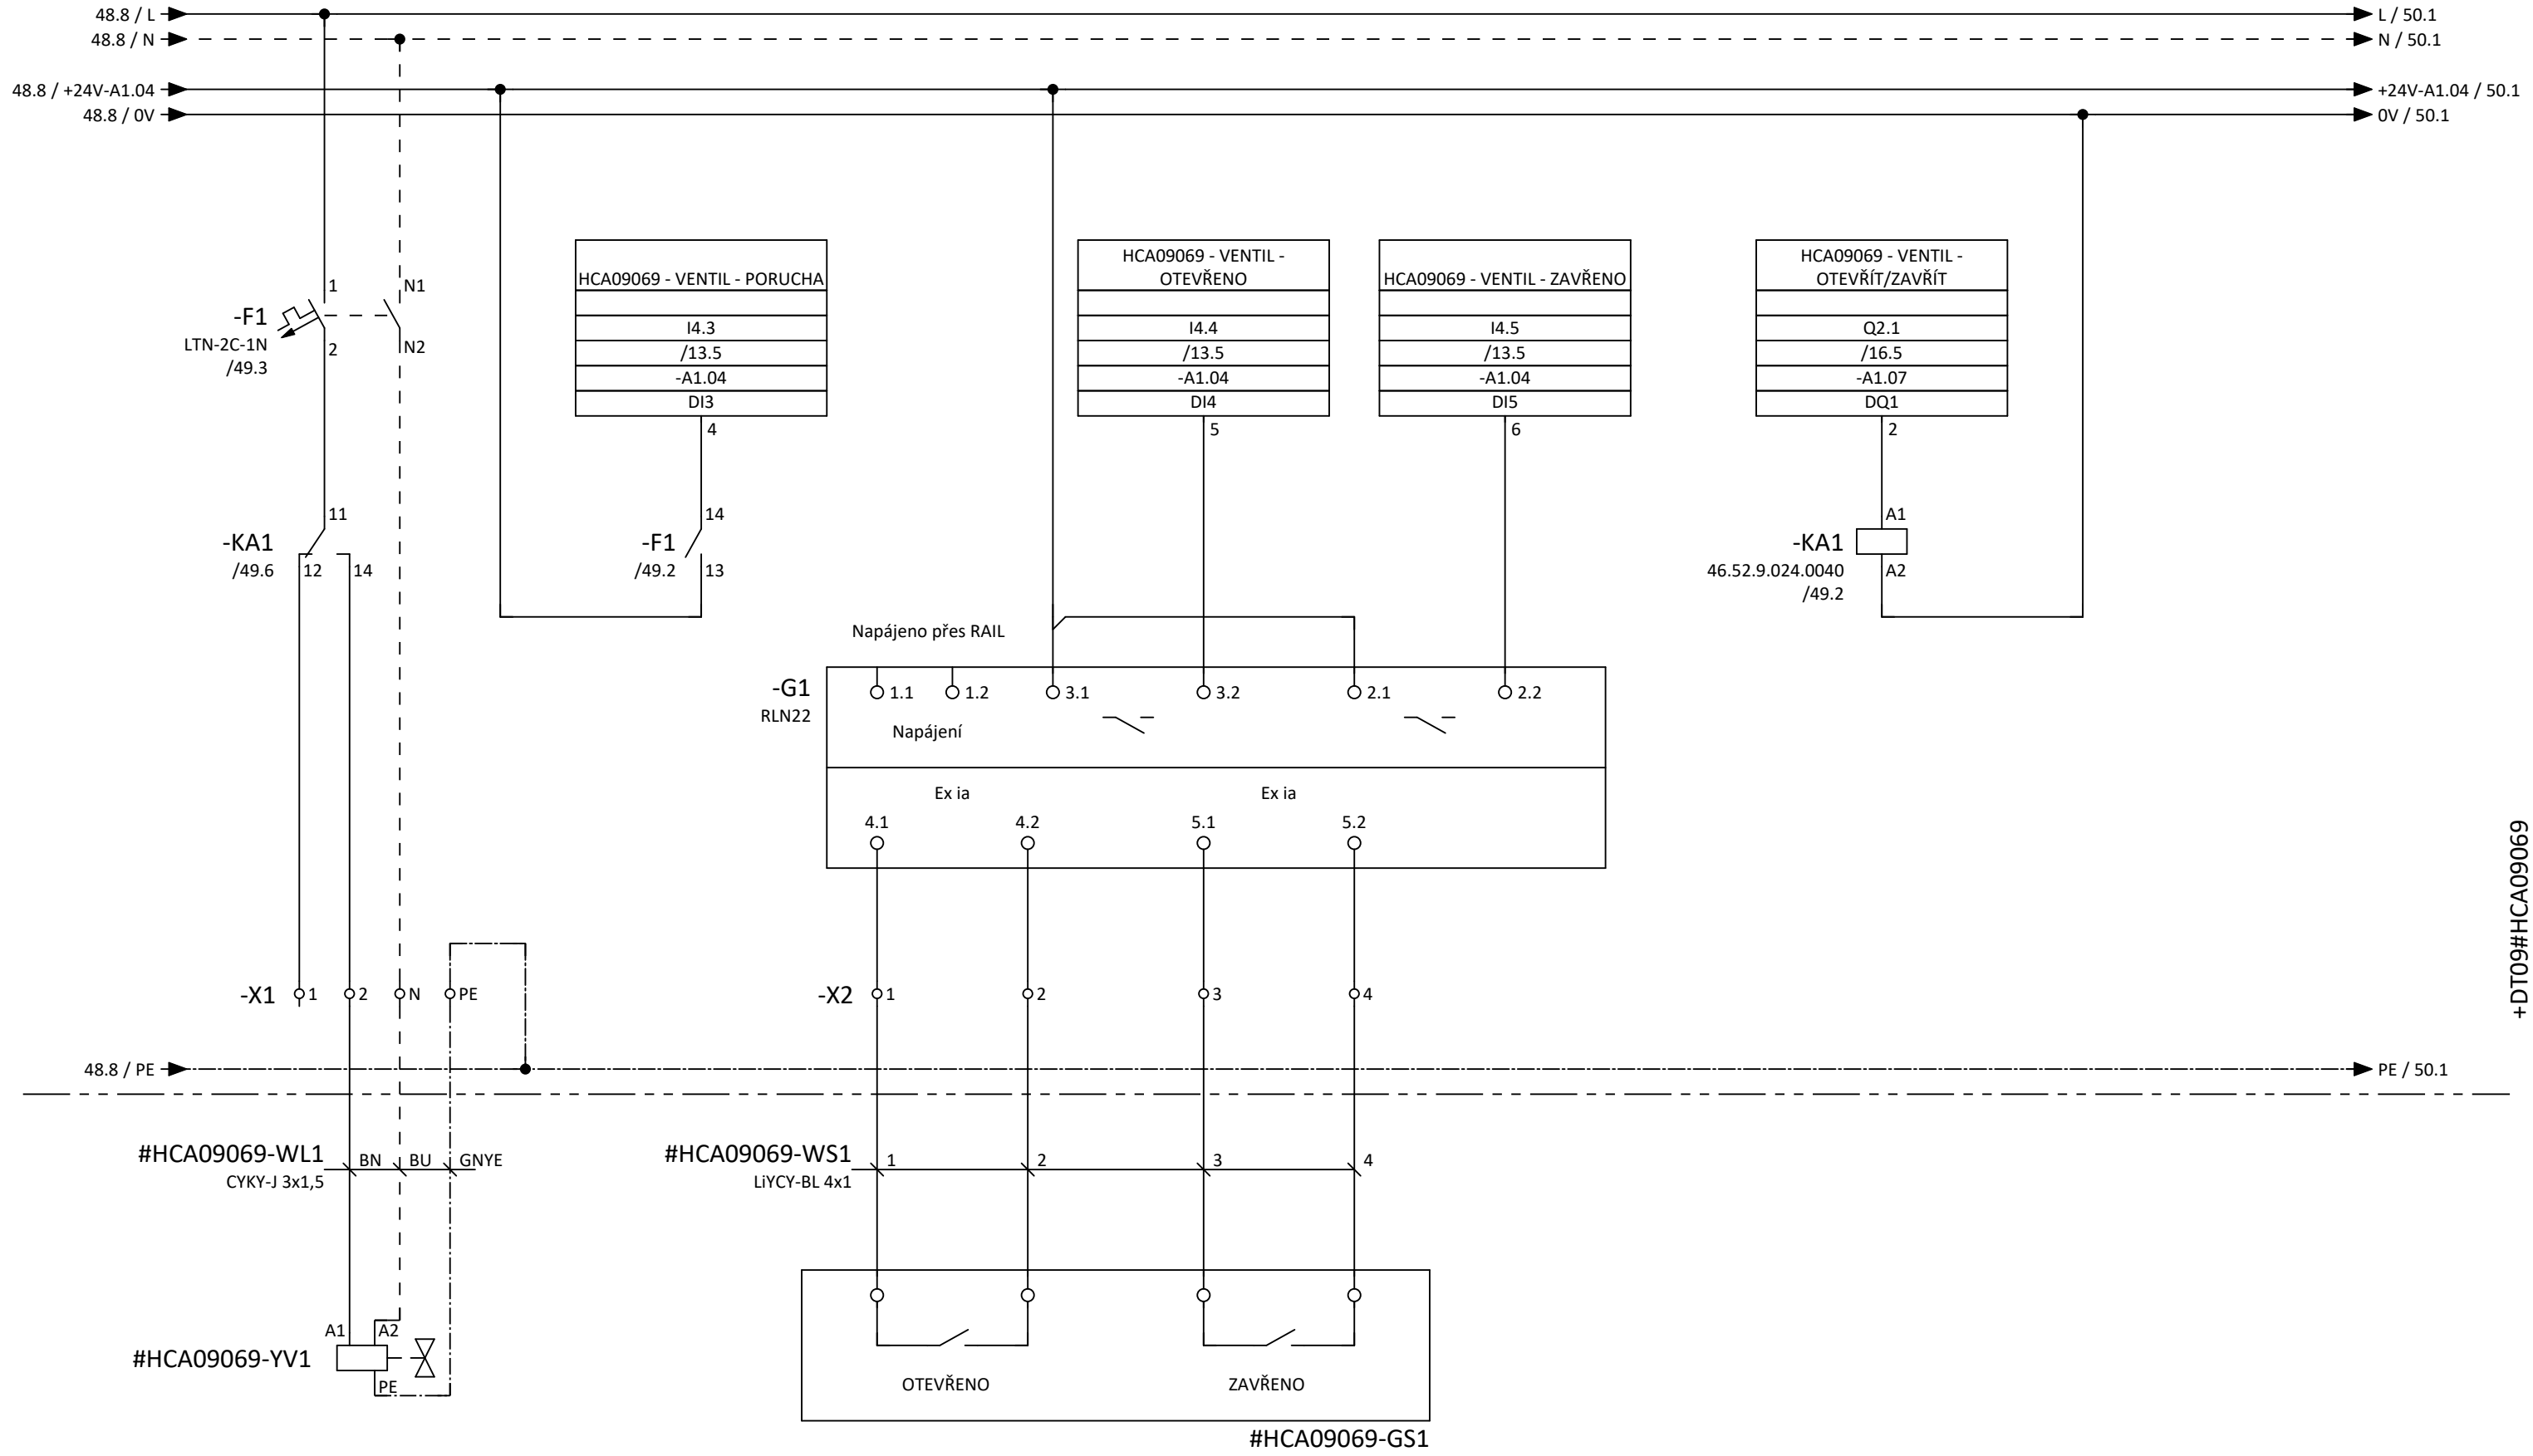 48.8 / L
L / 50.1
48.8 / N
N / 50.1
48.8 / +24V-A1.04
+24V-A1.04 / 50.1
48.8 / 0V
0V / 50.1
1
N1
-F1
LTN-2C-1N
/49.3
2
N2
HCA09069 - VENTIL - PORUCHA
I4.3
/13.5
-A1.04
DI3
4
HCA09069 - VENTIL -
OTEVŘENO
I4.4
/13.5
-A1.04
DI4
5
HCA09069 - VENTIL - ZAVŘENO
I4.5
/13.5
-A1.04
DI5
6
HCA09069 - VENTIL -
OTEVŘÍT/ZAVŘÍT
Q2.1
/16.5
-A1.07
DQ1
2
11
-KA1
/49.6
12
14
14
-F1
/49.2
13
A1
-KA1
46.52.9.024.0040
A2
/49.2
Napájeno přes RAIL
-G1
RLN22
1.1
1.2
3.1
3.2
2.1
2.2
Napájení
Ex ia
Ex ia
4.1
4.2
5.1
5.2
+DT09#HCA09069
-X1
1
2
N
PE
-X2
1
2
3
4
48.8 / PE
PE / 50.1
#HCA09069-WL1
CYKY-J 3x1,5
BN
BU
GNYE
#HCA09069-WS1
LiYCY-BL 4x1
1
2
3
4
A1
A2
#HCA09069-YV1
PE
OTEVŘENO
ZAVŘENO
#HCA09069-GS1